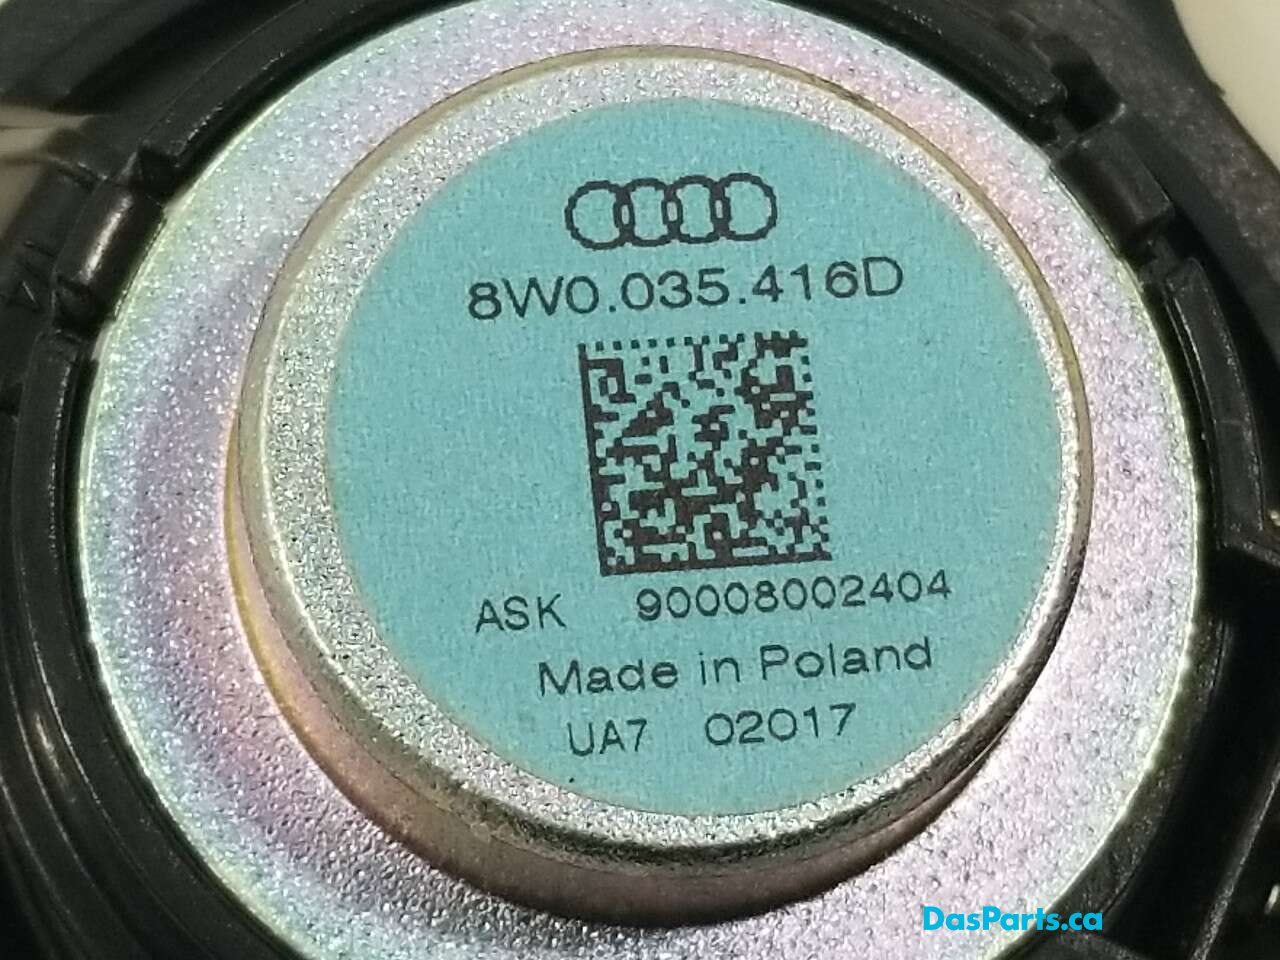 8W0.035.416D
ASK 90008002404
Made in Poland
UA7 02017
DasParts.ca